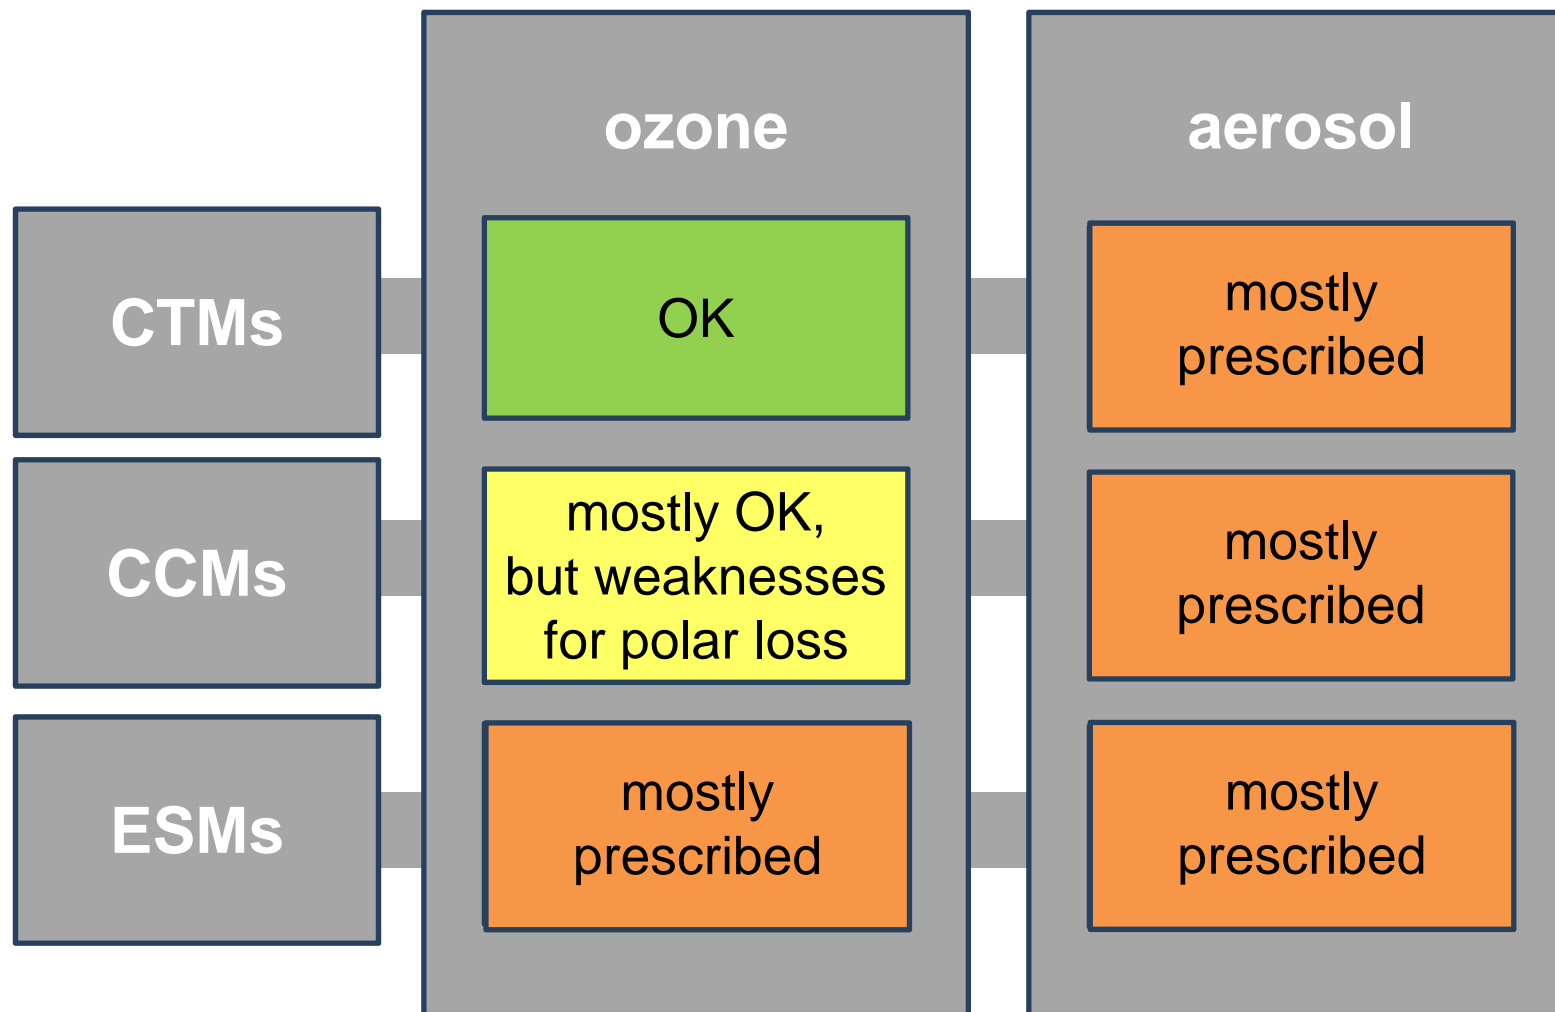 ozone
aerosol
CTMs
OK
mostly
prescribed
CCMs
mostly OK,
but weaknesses
for polar loss
mostly
prescribed
ESMs
mostly
prescribed
mostly
prescribed